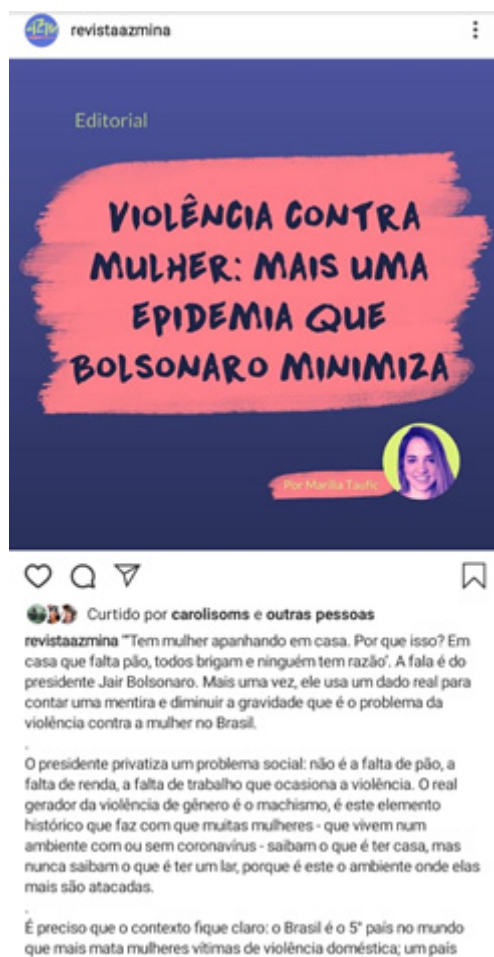 AZM
revistaazmina
Editorial
VIOLÊNCIA CONTRA
MULHER: MAIS UMA
EPIDEMIA QUE
BOLSONARO MINIMIZA
Por Marília Taufic
Curtido por carolisoms e outras pessoas
revistaazmina "'Tem mulher apanhando em casa. Por que isso? Em
casa que falta pão, todos brigam e ninguém tem razão'. A fala é do
presidente Jair Bolsonaro. Mais uma vez, ele usa um dado real para
contar uma mentira e diminuir a gravidade que é o problema da
violência contra a mulher no Brasil.
.
O presidente privatiza um problema social: não é a falta de pão, a
falta de renda, a falta de trabalho que ocasiona a violência. O real
gerador da violência de gênero é o machismo, é este elemento
histórico que faz com que muitas mulheres - que vivem num
ambiente com ou sem coronavírus - saibam o que é ter casa, mas
nunca saibam o que é ter um lar, porque é este o ambiente onde elas
mais são atacadas.
.
É preciso que o contexto fique claro: o Brasil é o 5° país no mundo
que mais mata mulheres vítimas de violência doméstica; um país